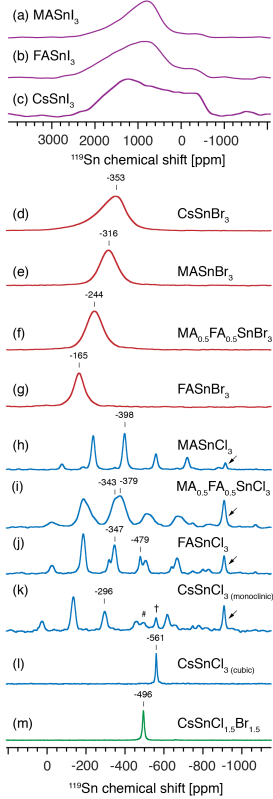 (a) MASnI₃
(b) FASnI₃
(c) CsSnI₃
3000 2000 1000 0 -1000
¹¹⁹Sn chemical shift [ppm]
-353
(d) CsSnBr₃
-316
(e) MASnBr₃
-244
(f) MA₀.₅FA₀.₅SnBr₃
-165
(g) FASnBr₃
-398
(h) MASnCl₃
-343 -379
(i) MA₀.₅FA₀.₅SnCl₃
-347 -479
(j) FASnCl₃
-296
(k) # † CsSnCl₃ (monoclinic)
-561
(l) CsSnCl₃ (cubic)
-496
(m) CsSnCl₁.₅Br₁.₅
0 -200 -400 -600 -800 -1000
¹¹⁹Sn chemical shift [ppm]